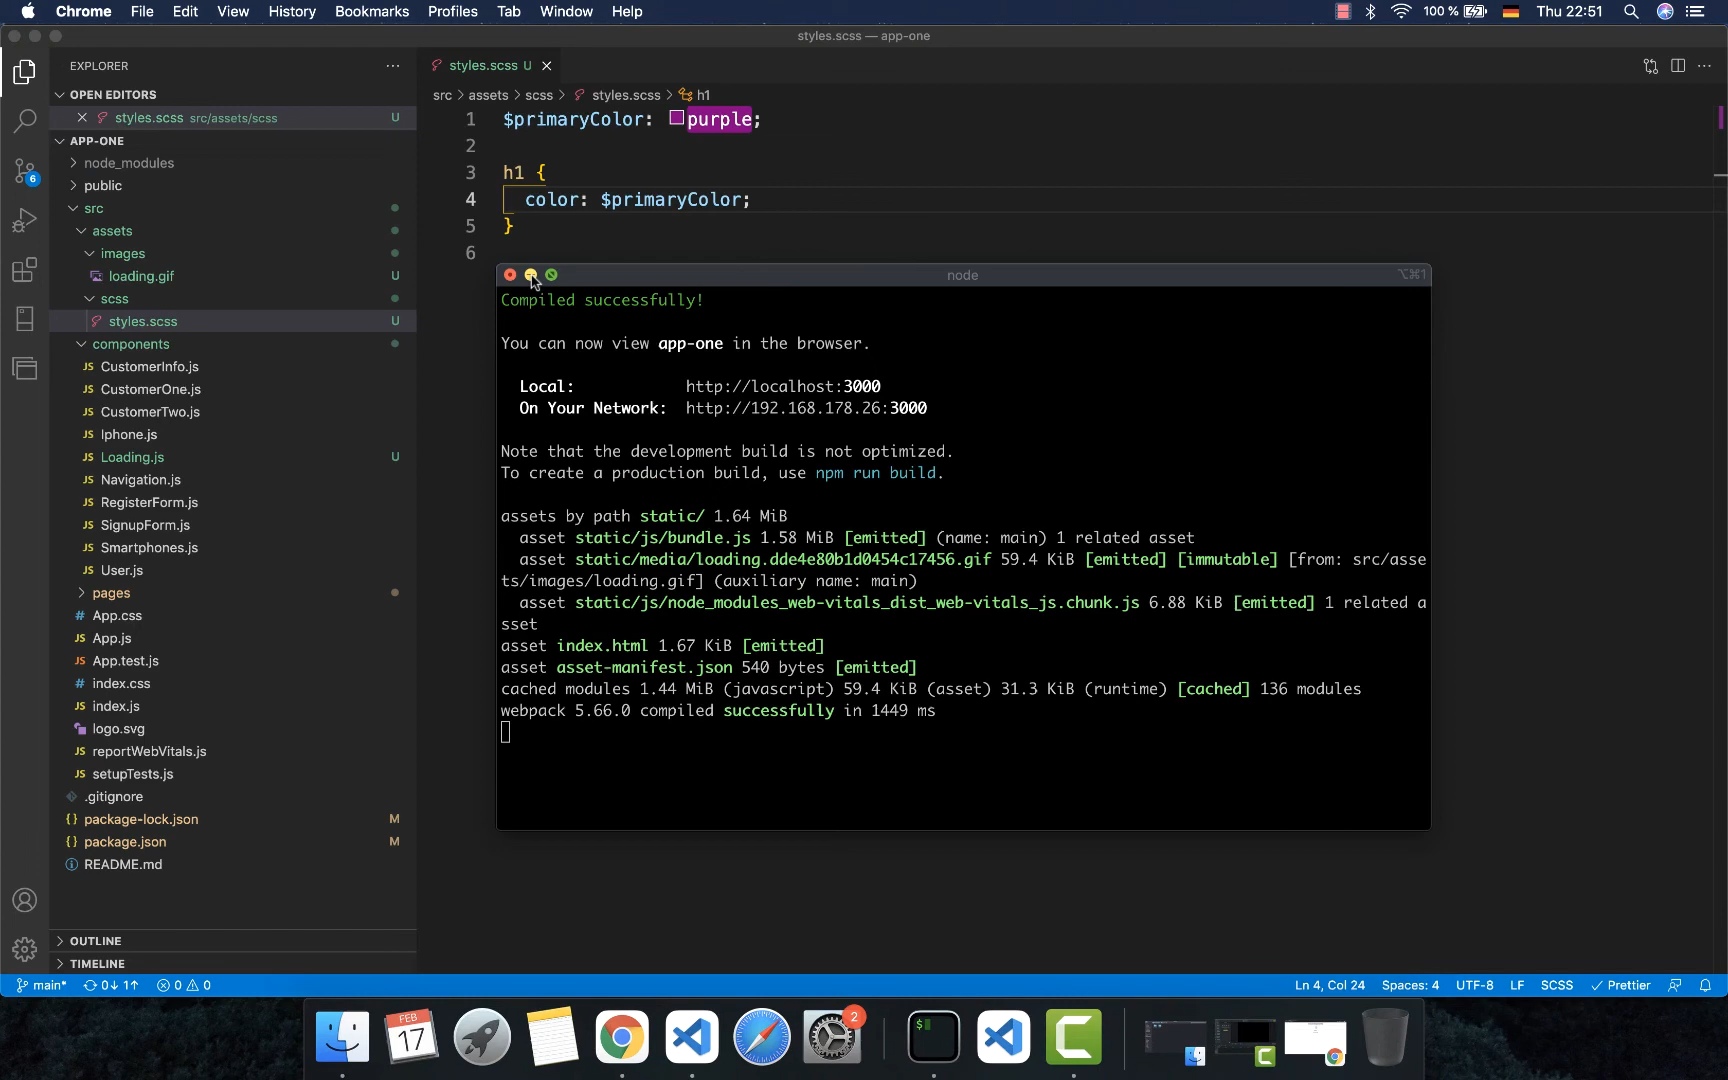 Chrome File Edit View History Bookmarks Profiles Tab Window Help 100 % Thu 22:51
styles.scss — app-one
EXPLORER
styles.scss U
OPEN EDITORS
src > assets > scss > styles.scss > h1
styles.scss src/assets/scss U
APP-ONE
node_modules
public
src
assets
images
loading.gif U
scss
styles.scss U
components
CustomerInfo.js
CustomerOne.js
CustomerTwo.js
Iphone.js
Loading.js U
Navigation.js
RegisterForm.js
SignupForm.js
Smartphones.js
User.js
pages
App.css
App.js
App.test.js
index.css
index.js
logo.svg
reportWebVitals.js
setupTests.js
.gitignore
package-lock.json M
package.json M
README.md
OUTLINE
TIMELINE
6
1 $primaryColor: purple;
2
3 h1 {
4 color: $primaryColor;
5 }
6
node ⌥⌘1
Compiled successfully!
You can now view app-one in the browser.
Local: http://localhost:3000
On Your Network: http://192.168.178.26:3000
Note that the development build is not optimized.
To create a production build, use npm run build.
assets by path static/ 1.64 MiB
asset static/js/bundle.js 1.58 MiB [emitted] (name: main) 1 related asset
asset static/media/loading.dde4e80b1d0454c17456.gif 59.4 KiB [emitted] [immutable] [from: src/asse
ts/images/loading.gif] (auxiliary name: main)
asset static/js/node_modules_web-vitals_dist_web-vitals_js.chunk.js 6.88 KiB [emitted] 1 related a
sset
asset index.html 1.67 KiB [emitted]
asset asset-manifest.json 540 bytes [emitted]
cached modules 1.44 MiB (javascript) 59.4 KiB (asset) 31.3 KiB (runtime) [cached] 136 modules
webpack 5.66.0 compiled successfully in 1449 ms
main* 0↓ 1↑ 0 0 Ln 4, Col 24 Spaces: 4 UTF-8 LF SCSS Prettier
FEB
17
2